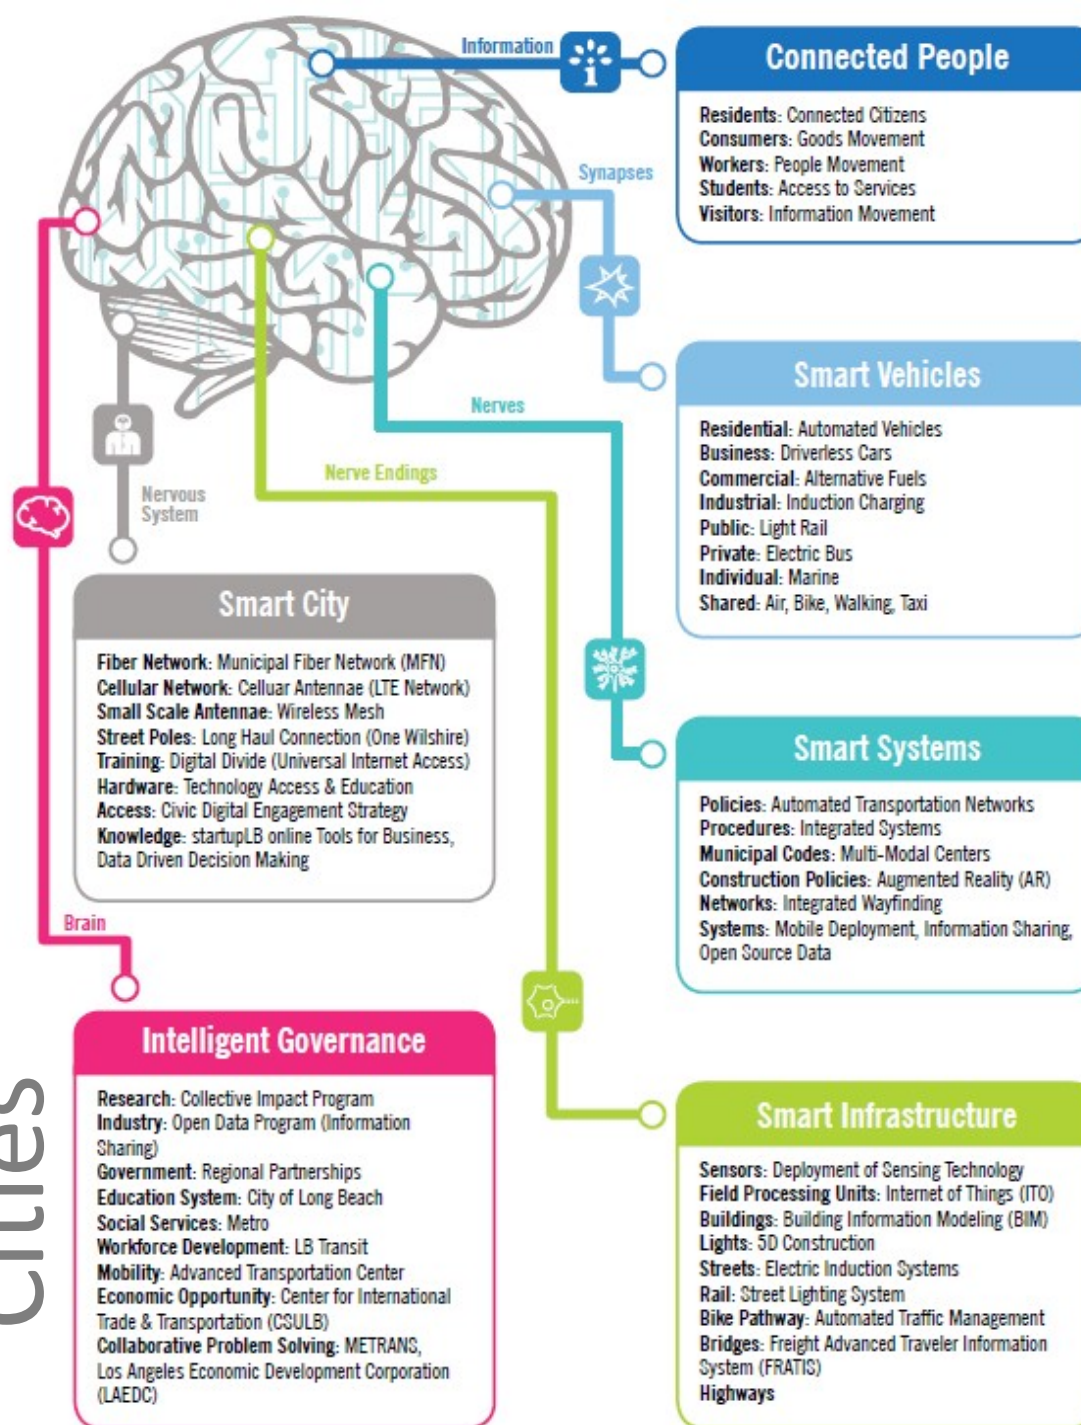 Information
Connected People
Residents: Connected Citizens
Consumers: Goods Movement
Workers: People Movement
Students: Access to Services
Visitors: Information Movement
Synapses
Smart Vehicles
Residential: Automated Vehicles
Business: Driverless Cars
Commercial: Alternative Fuels
Industrial: Induction Charging
Public: Light Rail
Private: Electric Bus
Individual: Marine
Shared: Air, Bike, Walking, Taxi
Nerves
Nerve Endings
Nervous
System
Smart City
Fiber Network: Municipal Fiber Network (MFN)
Cellular Network: Celluar Antennae (LTE Network)
Small Scale Antennae: Wireless Mesh
Street Poles: Long Haul Connection (One Wilshire)
Training: Digital Divide (Universal Internet Access)
Hardware: Technology Access & Education
Access: Civic Digital Engagement Strategy
Knowledge: startupLB online Tools for Business,
Data Driven Decision Making
Smart Systems
Policies: Automated Transportation Networks
Procedures: Integrated Systems
Municipal Codes: Multi-Modal Centers
Construction Policies: Augmented Reality (AR)
Networks: Integrated Wayfinding
Systems: Mobile Deployment, Information Sharing,
Open Source Data
Brain
Intelligent Governance
Research: Collective Impact Program
Industry: Open Data Program (Information
Sharing)
Government: Regional Partnerships
Education System: City of Long Beach
Social Services: Metro
Workforce Development: LB Transit
Mobility: Advanced Transportation Center
Economic Opportunity: Center for International
Trade & Transportation (CSULB)
Collaborative Problem Solving: METRANS,
Los Angeles Economic Development Corporation
(LAEDC)
Smart Infrastructure
Sensors: Deployment of Sensing Technology
Field Processing Units: Internet of Things (ITO)
Buildings: Building Information Modeling (BIM)
Lights: 5D Construction
Streets: Electric Induction Systems
Rail: Street Lighting System
Bike Pathway: Automated Traffic Management
Bridges: Freight Advanced Traveler Information
System (FRATIS)
Highways
Cities